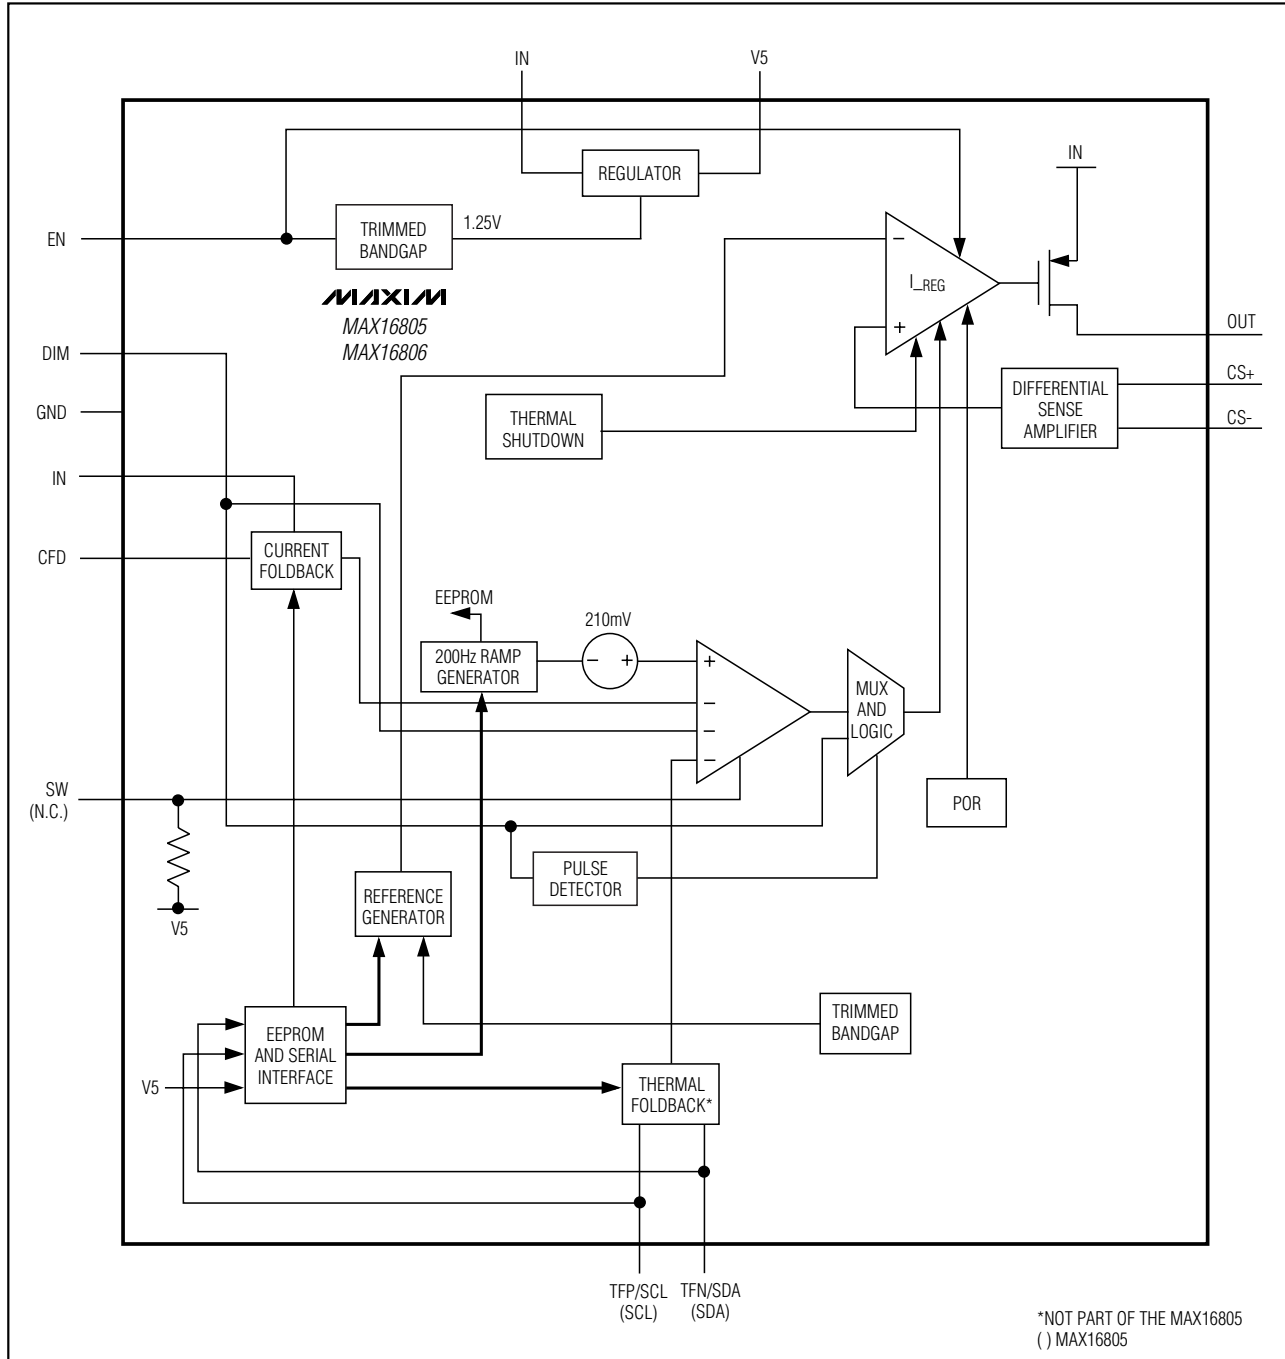 IN
V5
REGULATOR
IN
EN
TRIMMED
BANDGAP
1.25V
MAXIM
MAX16805
MAX16806
−
I_REG
+
OUT
DIM
GND
CS+
CS-
DIFFERENTIAL
SENSE
AMPLIFIER
THERMAL
SHUTDOWN
IN
CFD
CURRENT
FOLDBACK
EEPROM
210mV
200Hz RAMP
GENERATOR
− +
+
−
−
−
MUX
AND
LOGIC
SW
(N.C.)
POR
V5
PULSE
DETECTOR
REFERENCE
GENERATOR
TRIMMED
BANDGAP
EEPROM
AND SERIAL
INTERFACE
V5
THERMAL
FOLDBACK*
TFP/SCL
(SCL)
TFN/SDA
(SDA)
*NOT PART OF THE MAX16805
( ) MAX16805